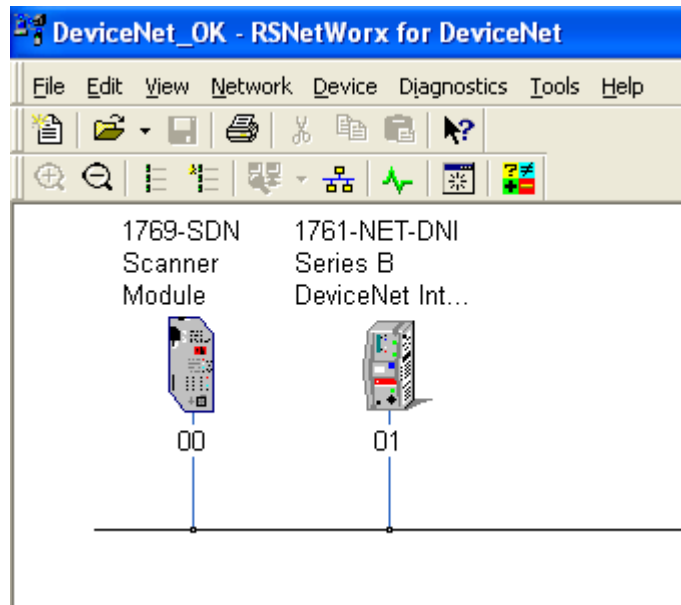 DeviceNet_OK - RSNetWorx for DeviceNet
File Edit View Network Device Diagnostics Tools Help
1769-SDN
Scanner
Module
1761-NET-DNI
Series B
DeviceNet Int...
00
01